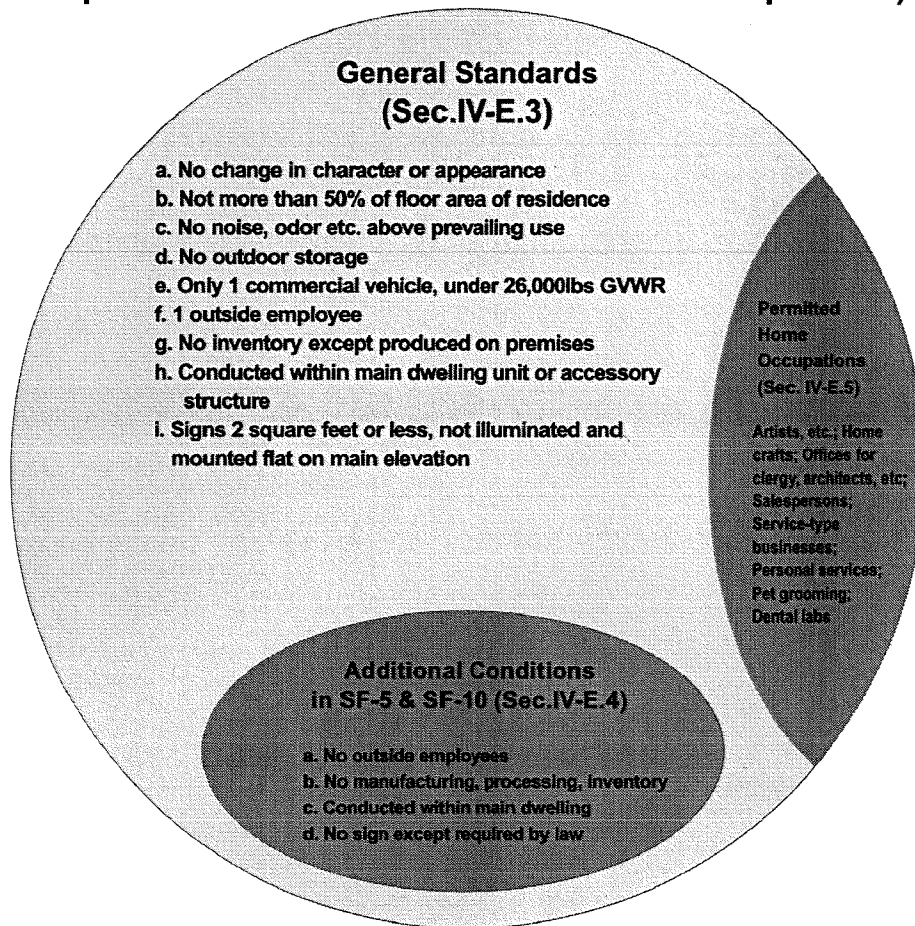 General Standards
(Sec.IV-E.3)
a. No change in character or appearance
b. Not more than 50% of floor area of residence
c. No noise, odor etc. above prevailing use
d. No outdoor storage
e. Only 1 commercial vehicle, under 26,000lbs GVWR
f. 1 outside employee
g. No inventory except produced on premises
h. Conducted within main dwelling unit or accessory
structure
i. Signs 2 square feet or less, not illuminated and
mounted flat on main elevation
Permitted
Home
Occupations
(Sec. IV-E.5)
Artists, etc.; Home
crafts; Offices for
clergy, architects, etc;
Salespersons;
Service-type
businesses;
Personal services;
Pet grooming;
Dental labs
Additional Conditions
in SF-5 & SF-10 (Sec.IV-E.4)
a. No outside employees
b. No manufacturing, processing, inventory
c. Conducted within main dwelling
d. No sign except required by law